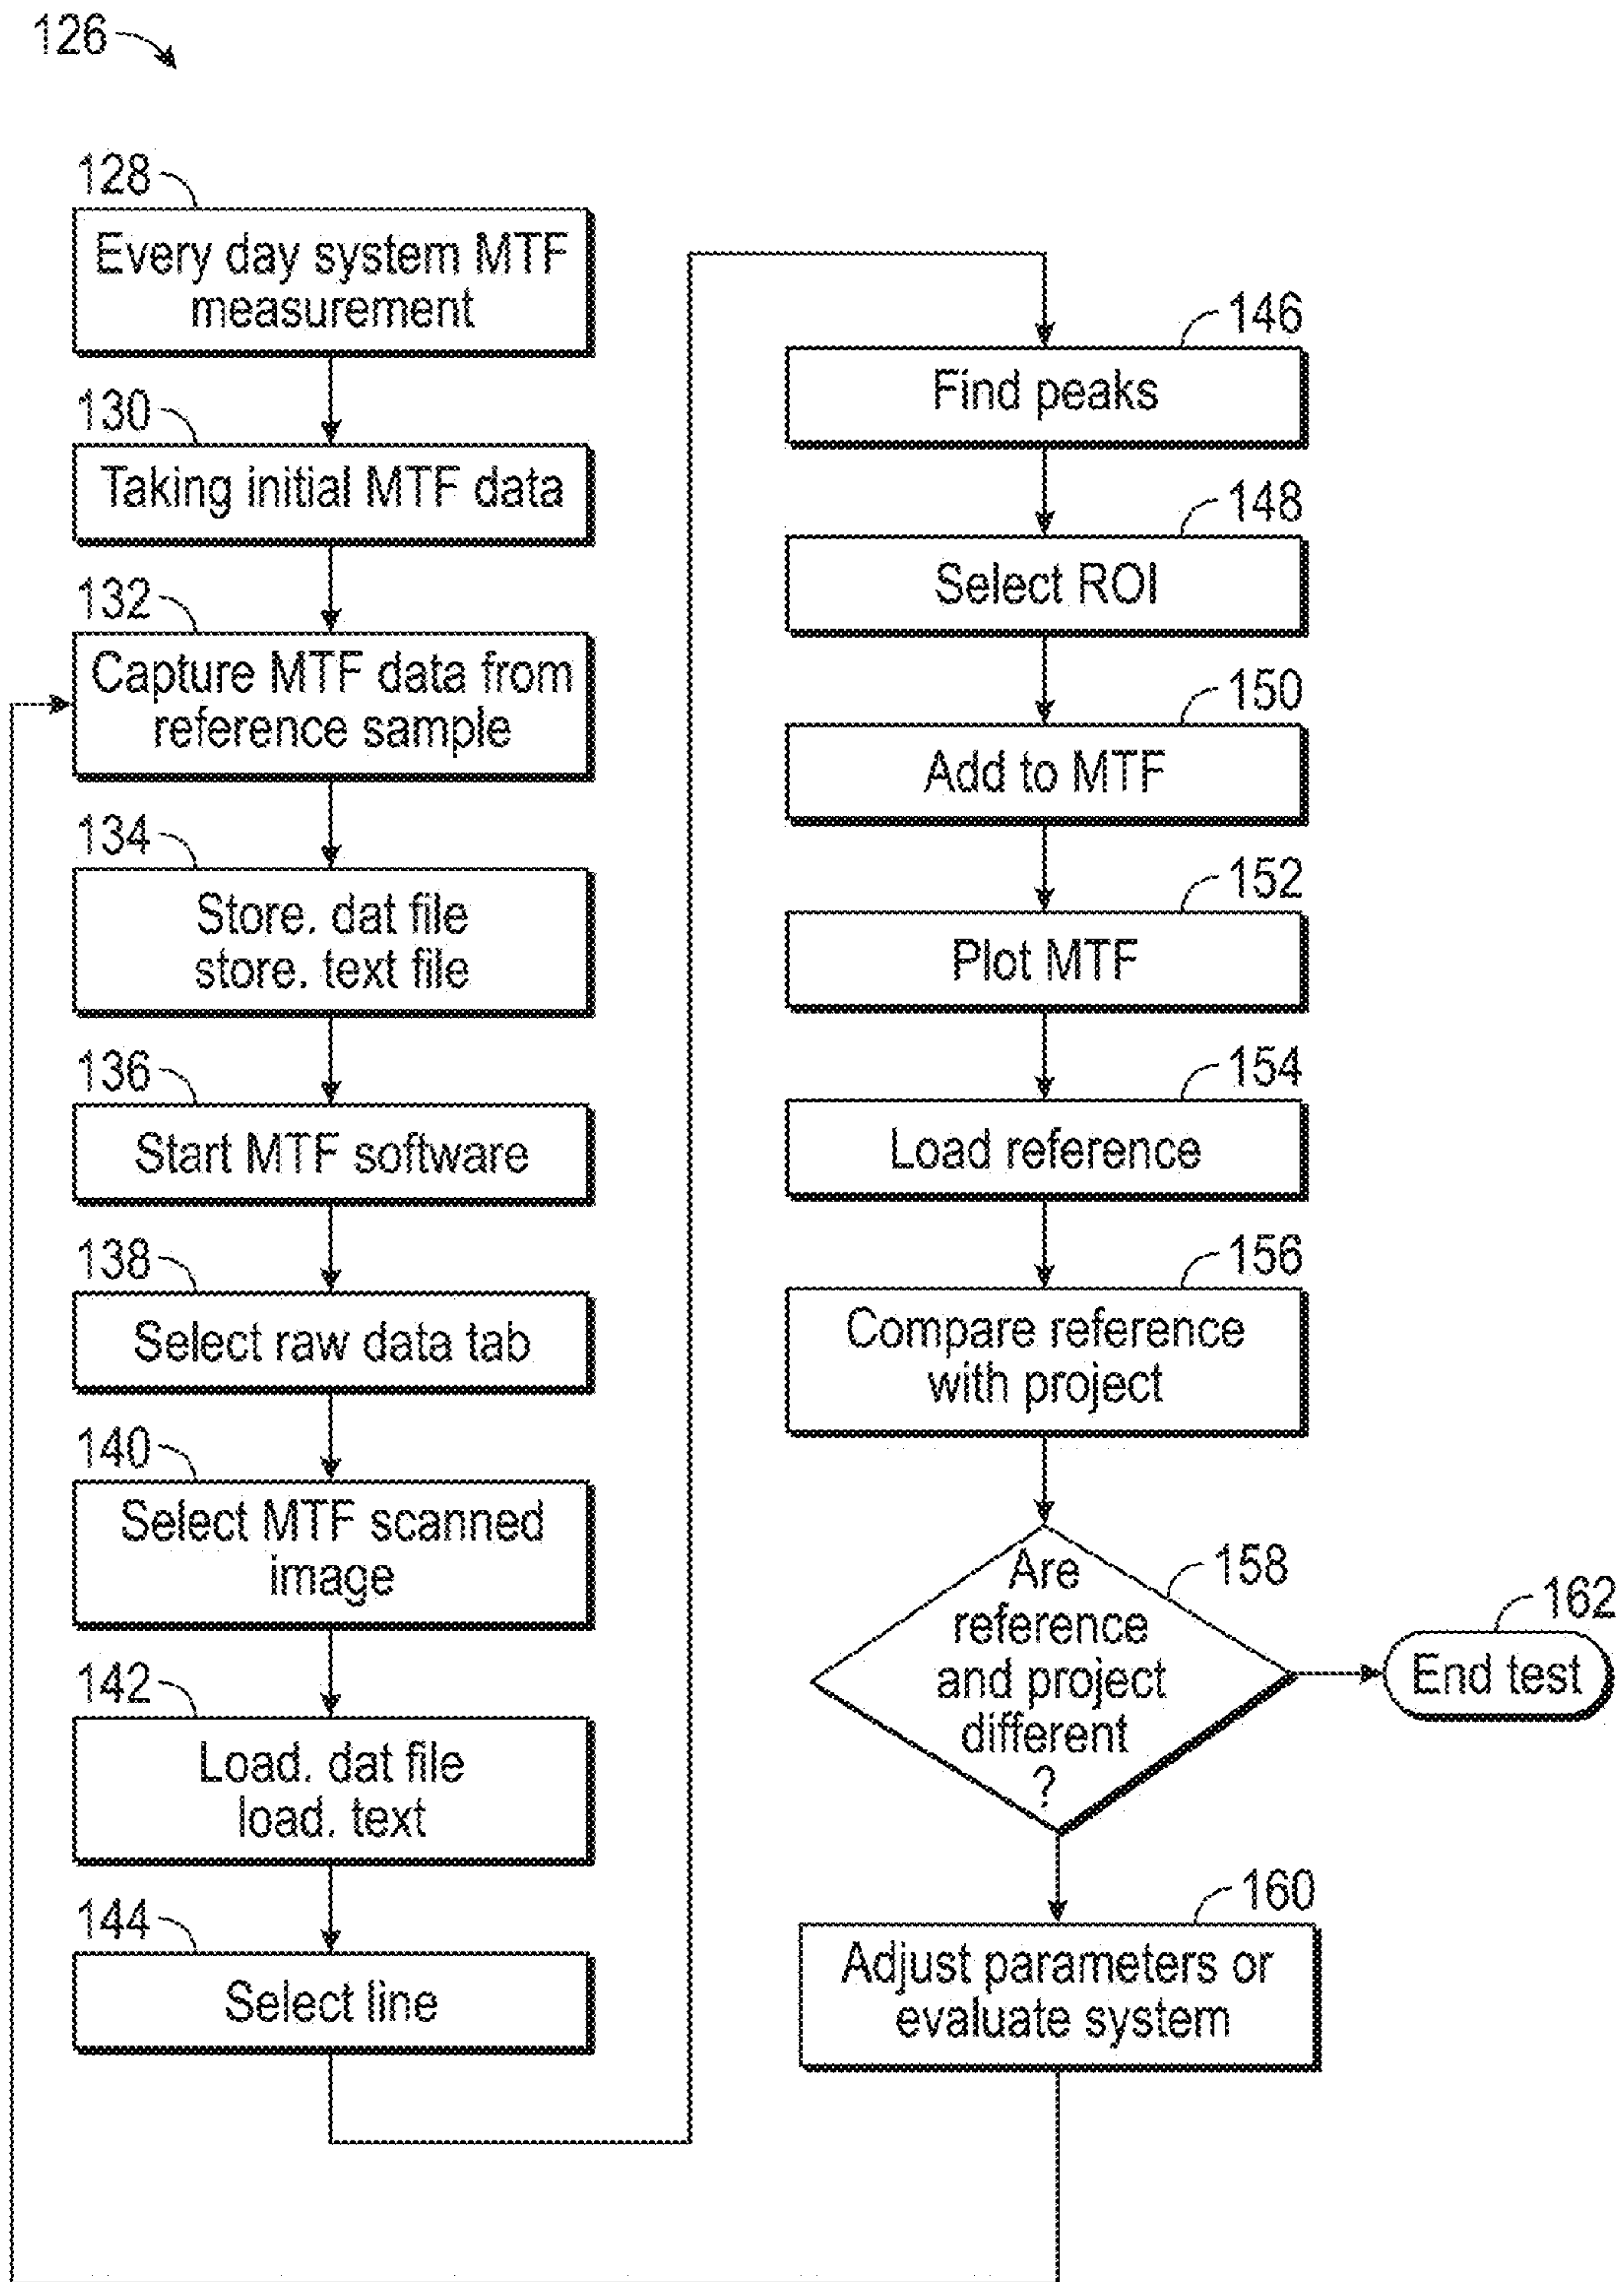 126
128
Every day system MTF
measurement
130
Taking initial MTF data
132
Capture MTF data from
reference sample
134
Store. dat file
store. text file
136
Start MTF software
138
Select raw data tab
140
Select MTF scanned
image
142
Load. dat file
load. text
144
Select line
146
Find peaks
148
Select ROI
150
Add to MTF
152
Plot MTF
154
Load reference
156
Compare reference
with project
158
Are
reference
and project
different
?
162
End test
160
Adjust parameters or
evaluate system